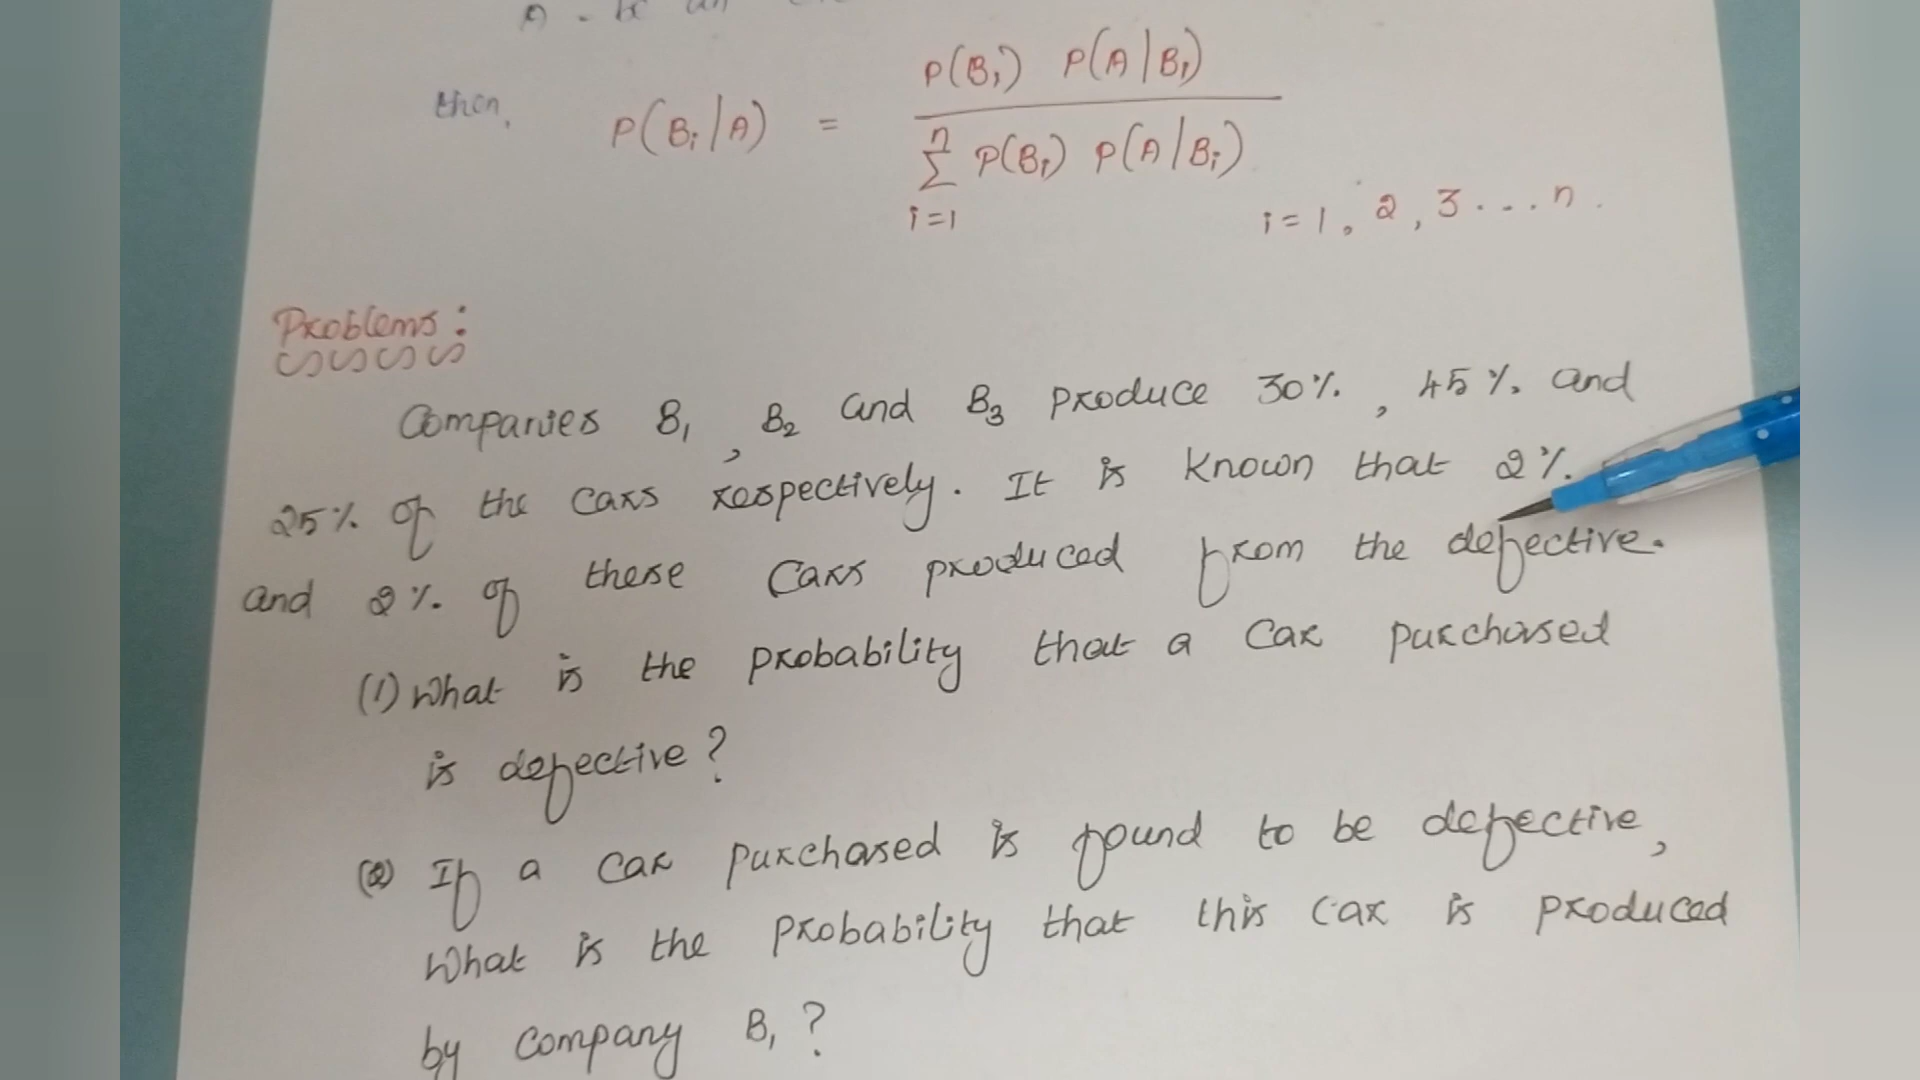 then, P(Bi/A) = P(Bi) P(A/Bi)
n
∑ P(Bi) P(A/Bi)
i=1
i = 1, 2, 3 ... n.
Problems:
Companies B1, B2 and B3 produce 30%, 45% and
25% of the cars respectively. It is known that 2%.
and 2% of these cars produced from the defective.
(1) What is the probability that a car purchased
is defective?
(2) If a car purchased is found to be defective,
what is the probability that this car is produced
by company B1?